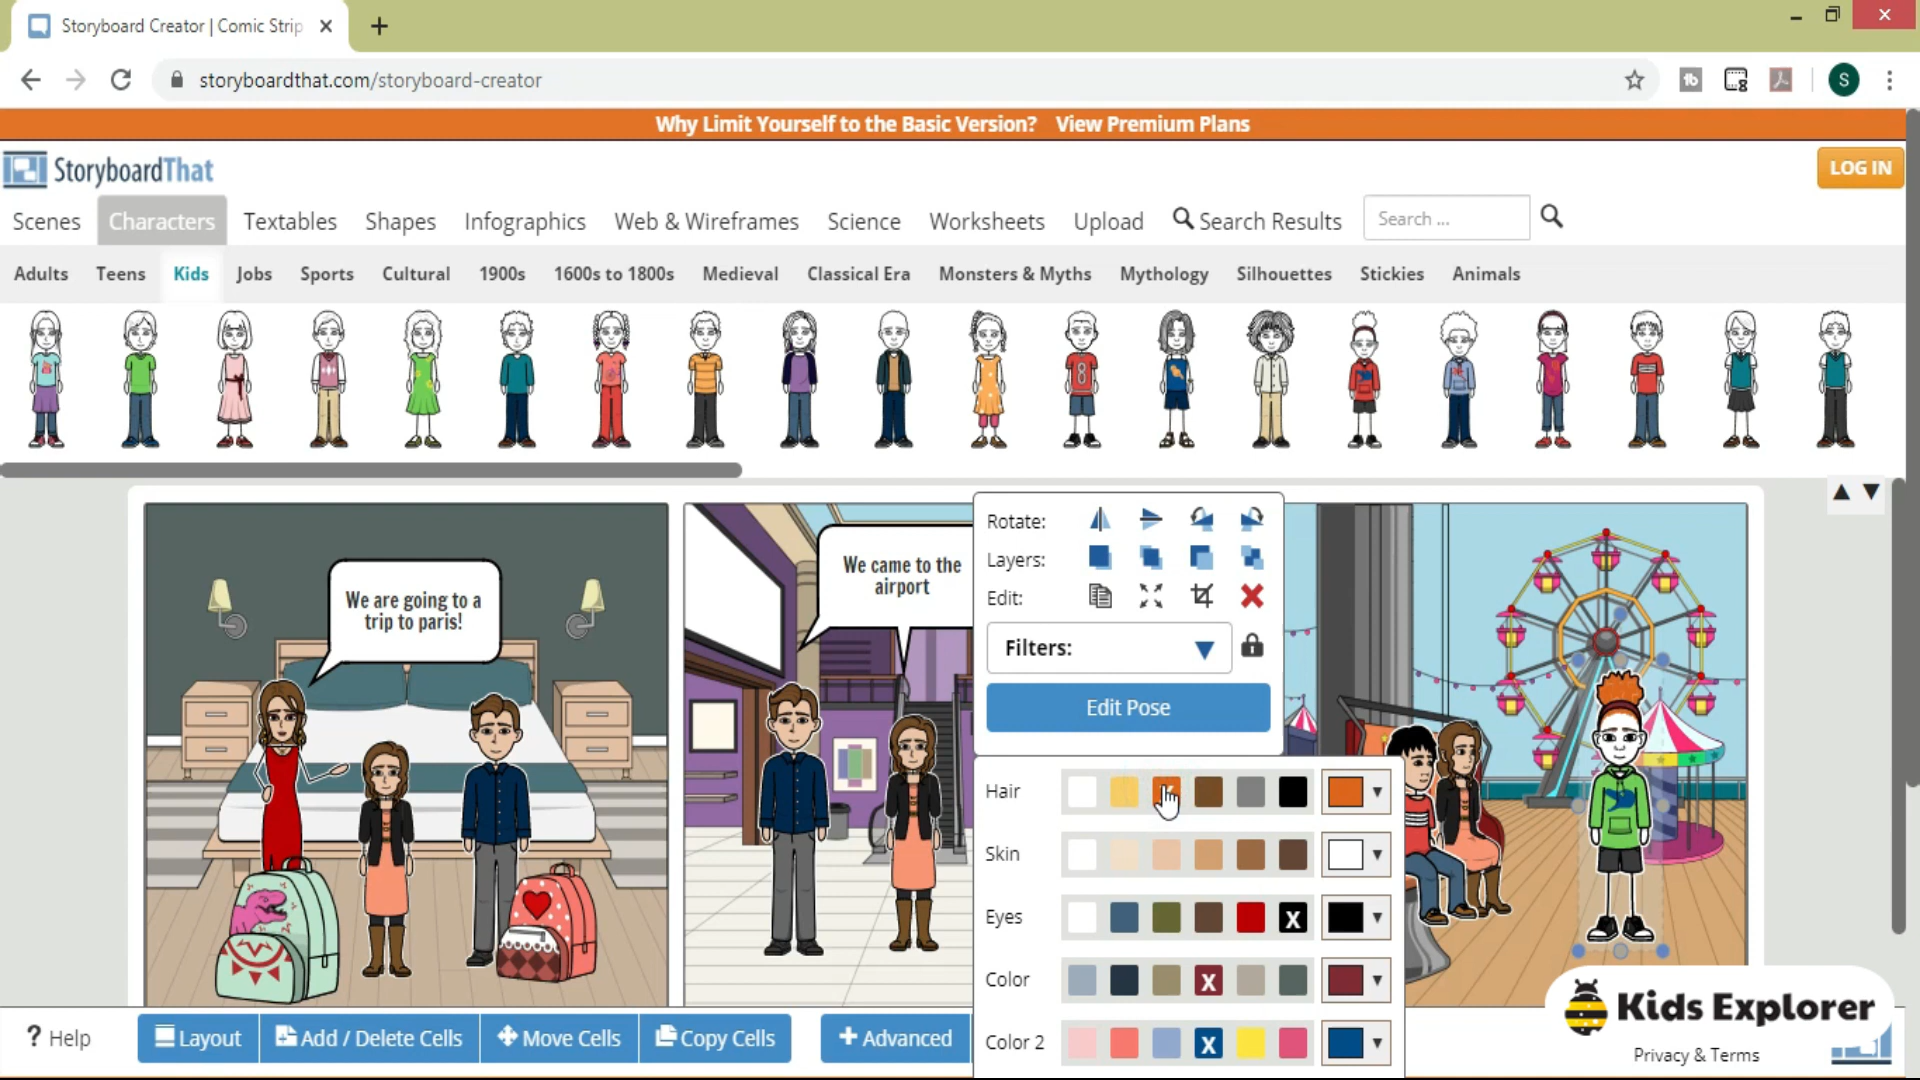 Storyboard Creator | Comic Strip
storyboardthat.com/storyboard-creator
S
Why Limit Yourself to the Basic Version? View Premium Plans
StoryboardThat
LOG IN
Scenes Characters Textables Shapes Infographics Web & Wireframes Science Worksheets Upload Search Results Search ...
Adults Teens Kids Jobs Sports Cultural 1900s 1600s to 1800s Medieval Classical Era Monsters & Myths Mythology Silhouettes Stickies Animals
8
We are going to a
trip to paris!
We came to the
airport
Rotate:
Layers:
Edit:
Filters:
Edit Pose
Hair
Skin
Eyes X
Color X
Color 2 X
Kids Explorer
Privacy & Terms
? Help Layout Add / Delete Cells Move Cells Copy Cells + Advanced